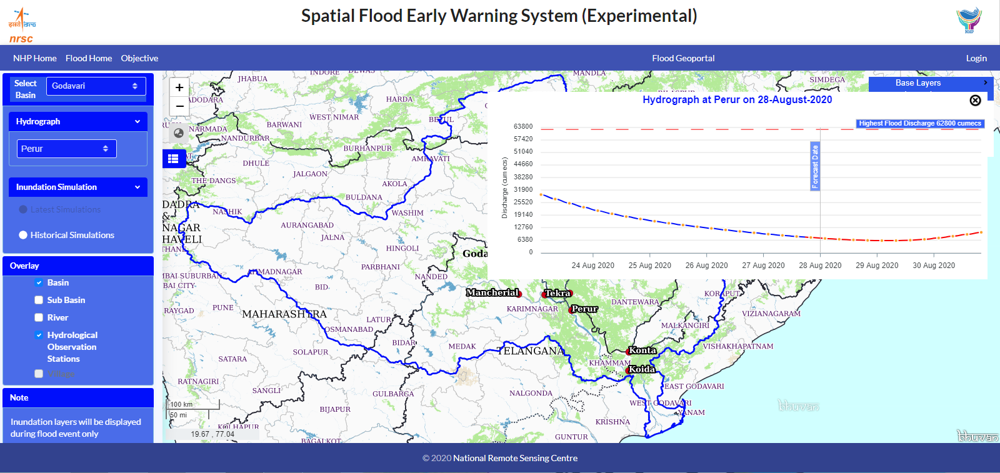 Spatial Flood Early Warning System (Experimental)
इसरो isro
nrsc
NHP
NHP Home Flood Home Objective Flood Geoportal Login
Select
Basin
Godavari
Hydrograph
Perur
Inundation Simulation
Latest Simulations
Historical Simulations
Overlay
Basin
Sub Basin
River
Hydrological
Observation
Stations
Village
Note
Inundation layers will be displayed
during flood event only
+
−
Base Layers
Hydrograph at Perur on 28-August-2020
Highest Flood Discharge 62800 cumecs
Forecast Date
Discharge (cumecs)
63800
57420
51040
44660
38280
31900
25520
19140
12760
6380
0
24 Aug 2020 25 Aug 2020 26 Aug 2020 27 Aug 2020 28 Aug 2020 29 Aug 2020 30 Aug 2020
JHABUA
INDORE
DEWAS
MANDLA
SIMDEGA
BILASPUR
HARDA
WEST NIMAR
BETUL
BARWANI
NARMADA
NANDURBAR
BURHANPUR
AMRAVATI
DHULE
JALGAON
THE DANGS
AKOLA
BULDANA
DADRA
&
NAGAR
HAVELI
NASHIK
WASHIM
AURANGABAD
JALNA
HINGOLI
THANE
Goda
PARBHANI
AHMADNAGAR
NANDED
MBAI SUBURBAN
BAI CITY
BID
Mancherial
Tekra
KORAPUT
DANTEWARA
RAYGAD
PUNE
KARIMNAGAR
Perur
MAHARASHTRA
VIZIANAGARAM
LATUR
OSMANABAD
MALKANGIRI
BIDAR
MEDAK
VISHAKHAPATNAM
SOLAPUR
TELANGANA
Konta
SATARA
KHAMMAM
Koida
RATNAGIRI
SANGLI
GULBARGA
NALGONDA
EAST GODAVARI
WEST GODAVARI
YANAM
BIJAPUR
KRISHNA
KOLHAPUR
GUNTUR
BAGALKOT
100 km
50 mi
19.67 , 77.04
bhuvan
bhuvan
© 2020 National Remote Sensing Centre